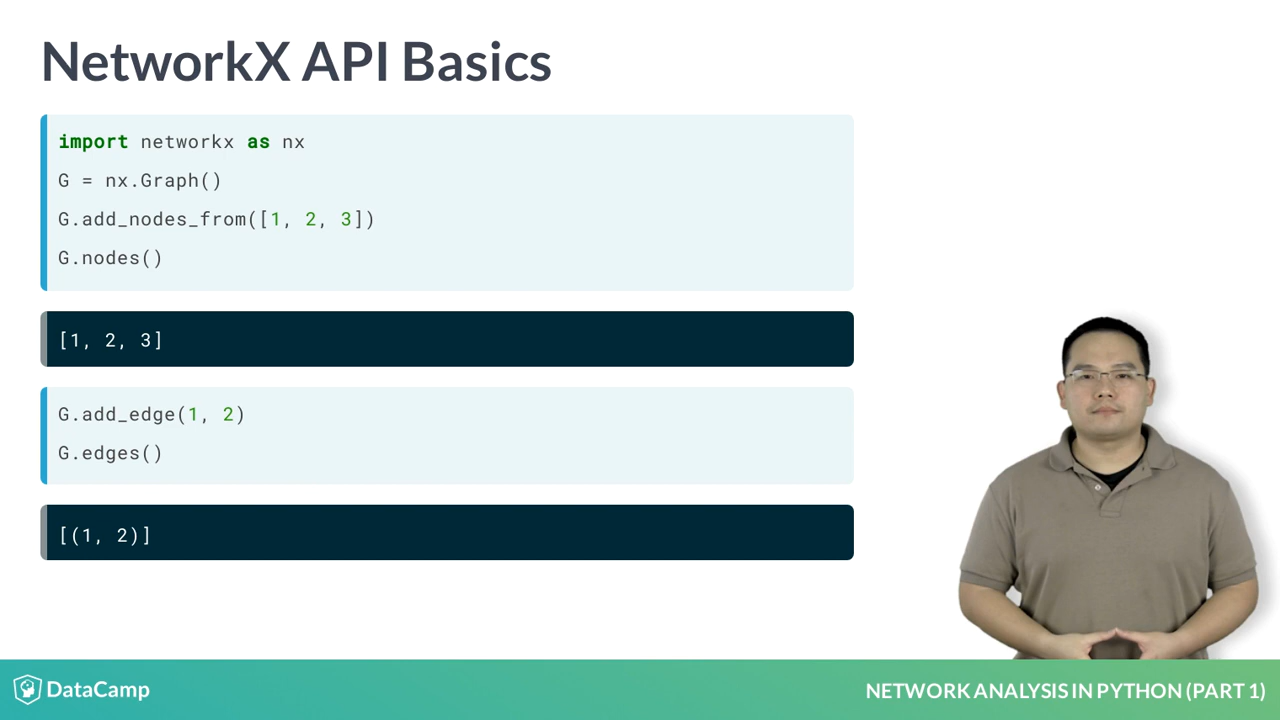 NetworkX API Basics
import networkx as nx
G = nx.Graph()
G.add_nodes_from([1, 2, 3])
G.nodes()
[1, 2, 3]
G.add_edge(1, 2)
G.edges()
[(1, 2)]
DataCamp
NETWORK ANALYSIS IN PYTHON (PART 1)